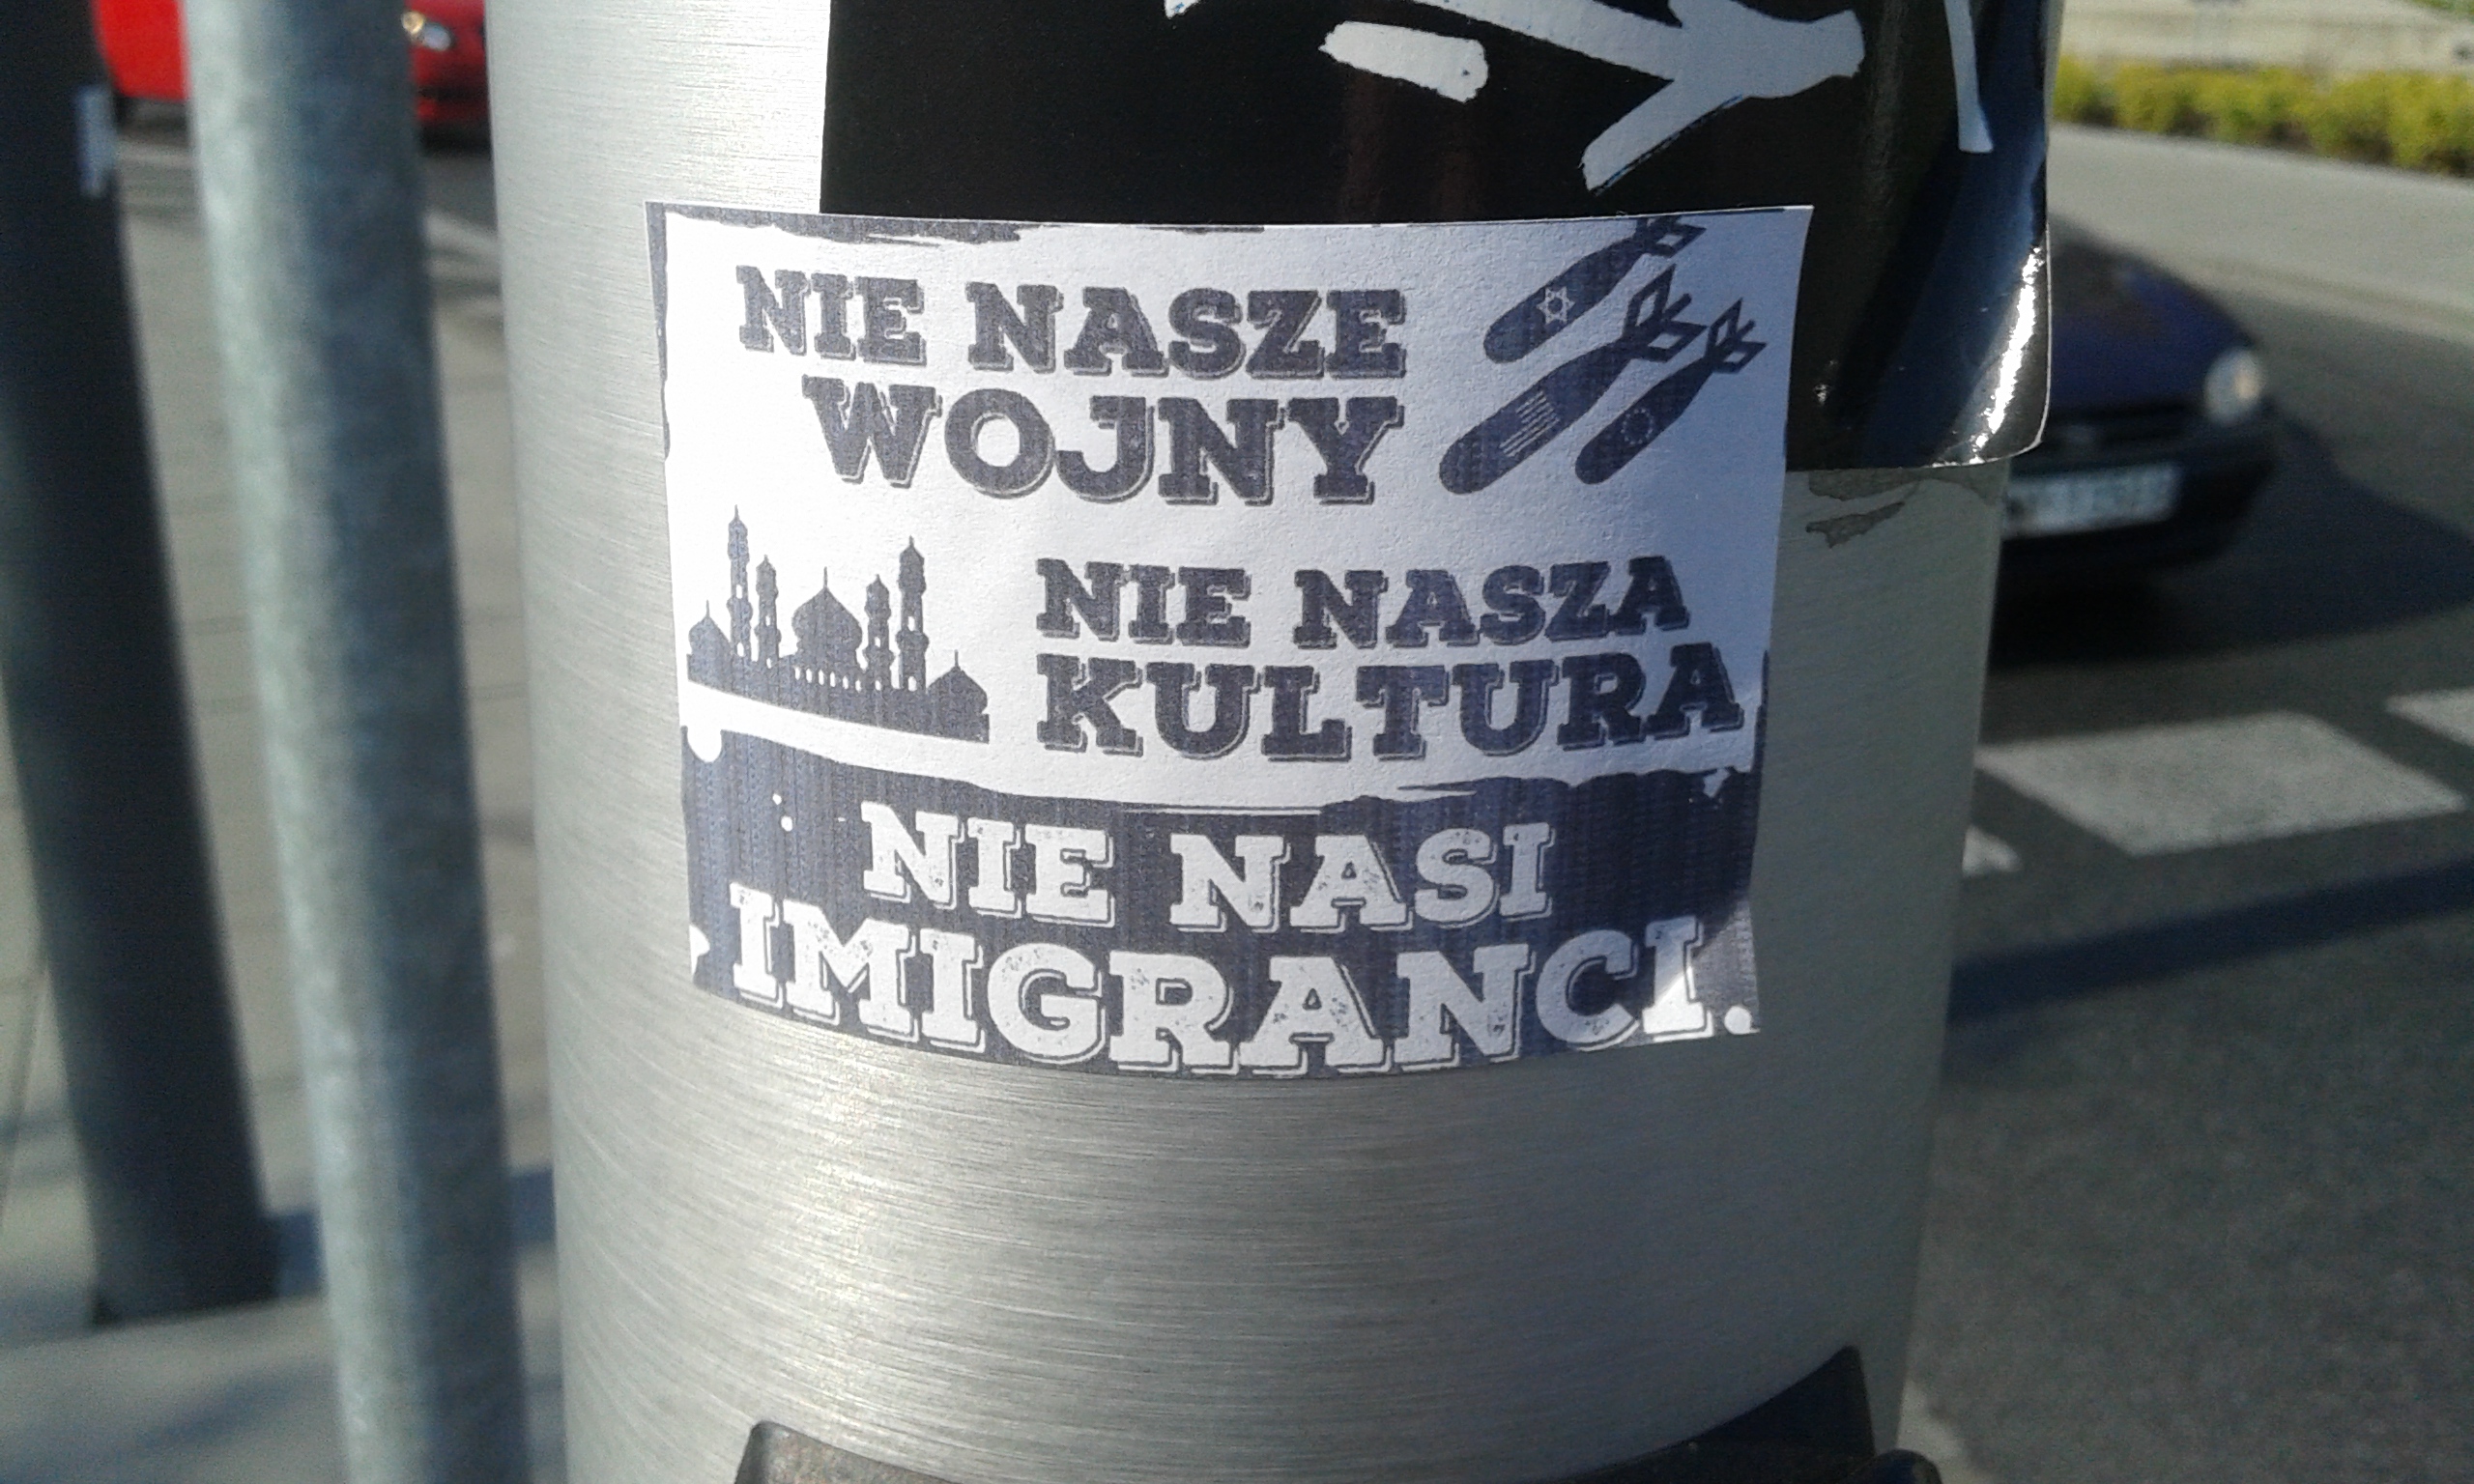 NIE NASZE
WOJNY
NIE NASZA
KULTURA
NIE NASI
IMIGRANCI.